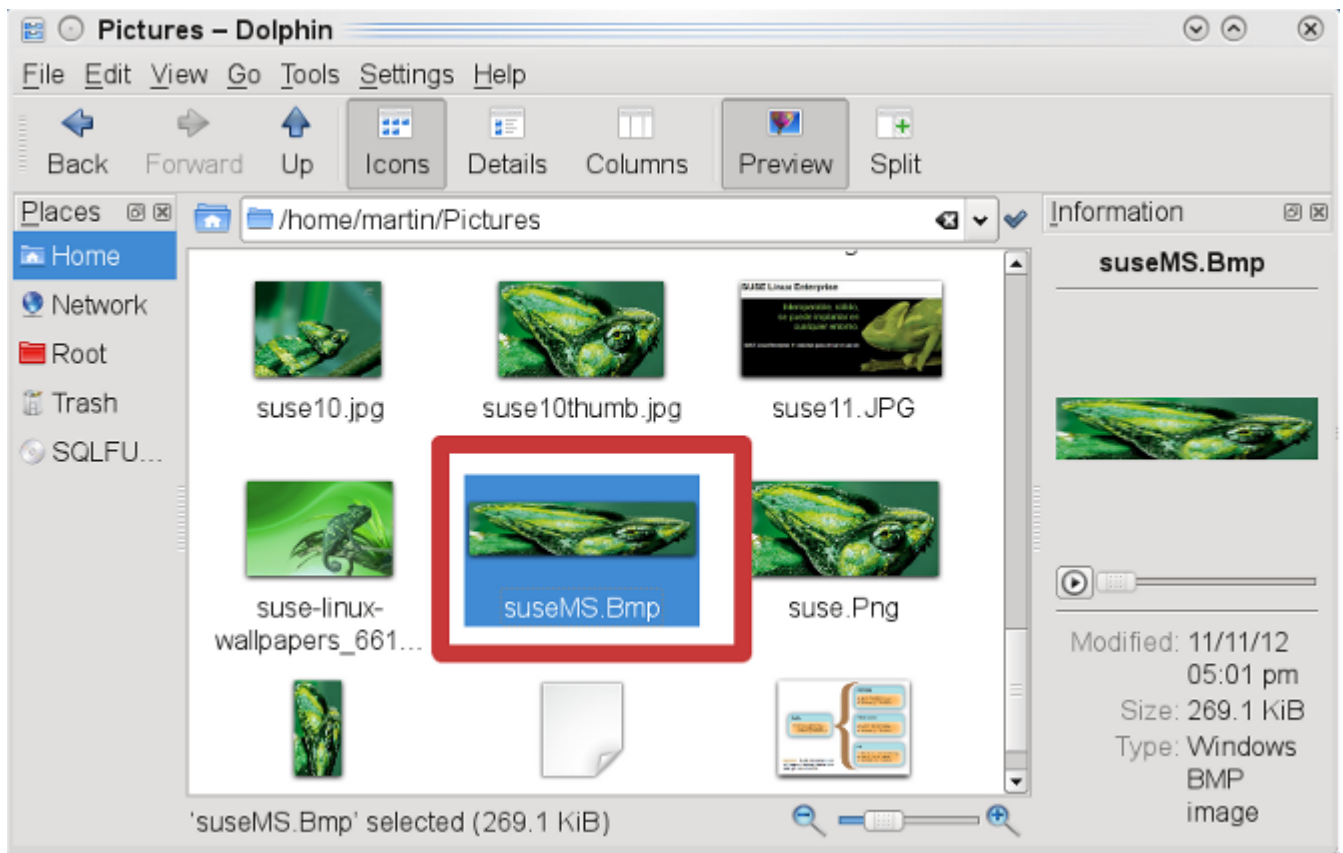 Pictures – Dolphin
File Edit View Go Tools Settings Help
Back Forward Up Icons Details Columns Preview Split
Places
/home/martin/Pictures
Information
Home
Network
Root
Trash
SQLFU...
SUSE Linux Enterprise
suse10.jpg suse10thumb.jpg suse11.JPG
suse-linux-
wallpapers_661...
suseMS.Bmp
suse.Png
'suseMS.Bmp' selected (269.1 KiB)
suseMS.Bmp
Modified: 11/11/12
05:01 pm
Size: 269.1 KiB
Type: Windows
BMP
image